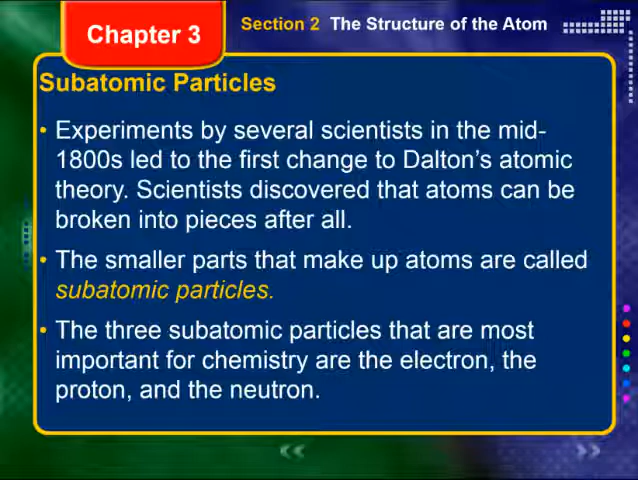 Chapter 3
Section 2 The Structure of the Atom
Subatomic Particles
• Experiments by several scientists in the mid-
1800s led to the first change to Dalton’s atomic
theory. Scientists discovered that atoms can be
broken into pieces after all.
• The smaller parts that make up atoms are called
subatomic particles.
• The three subatomic particles that are most
important for chemistry are the electron, the
proton, and the neutron.